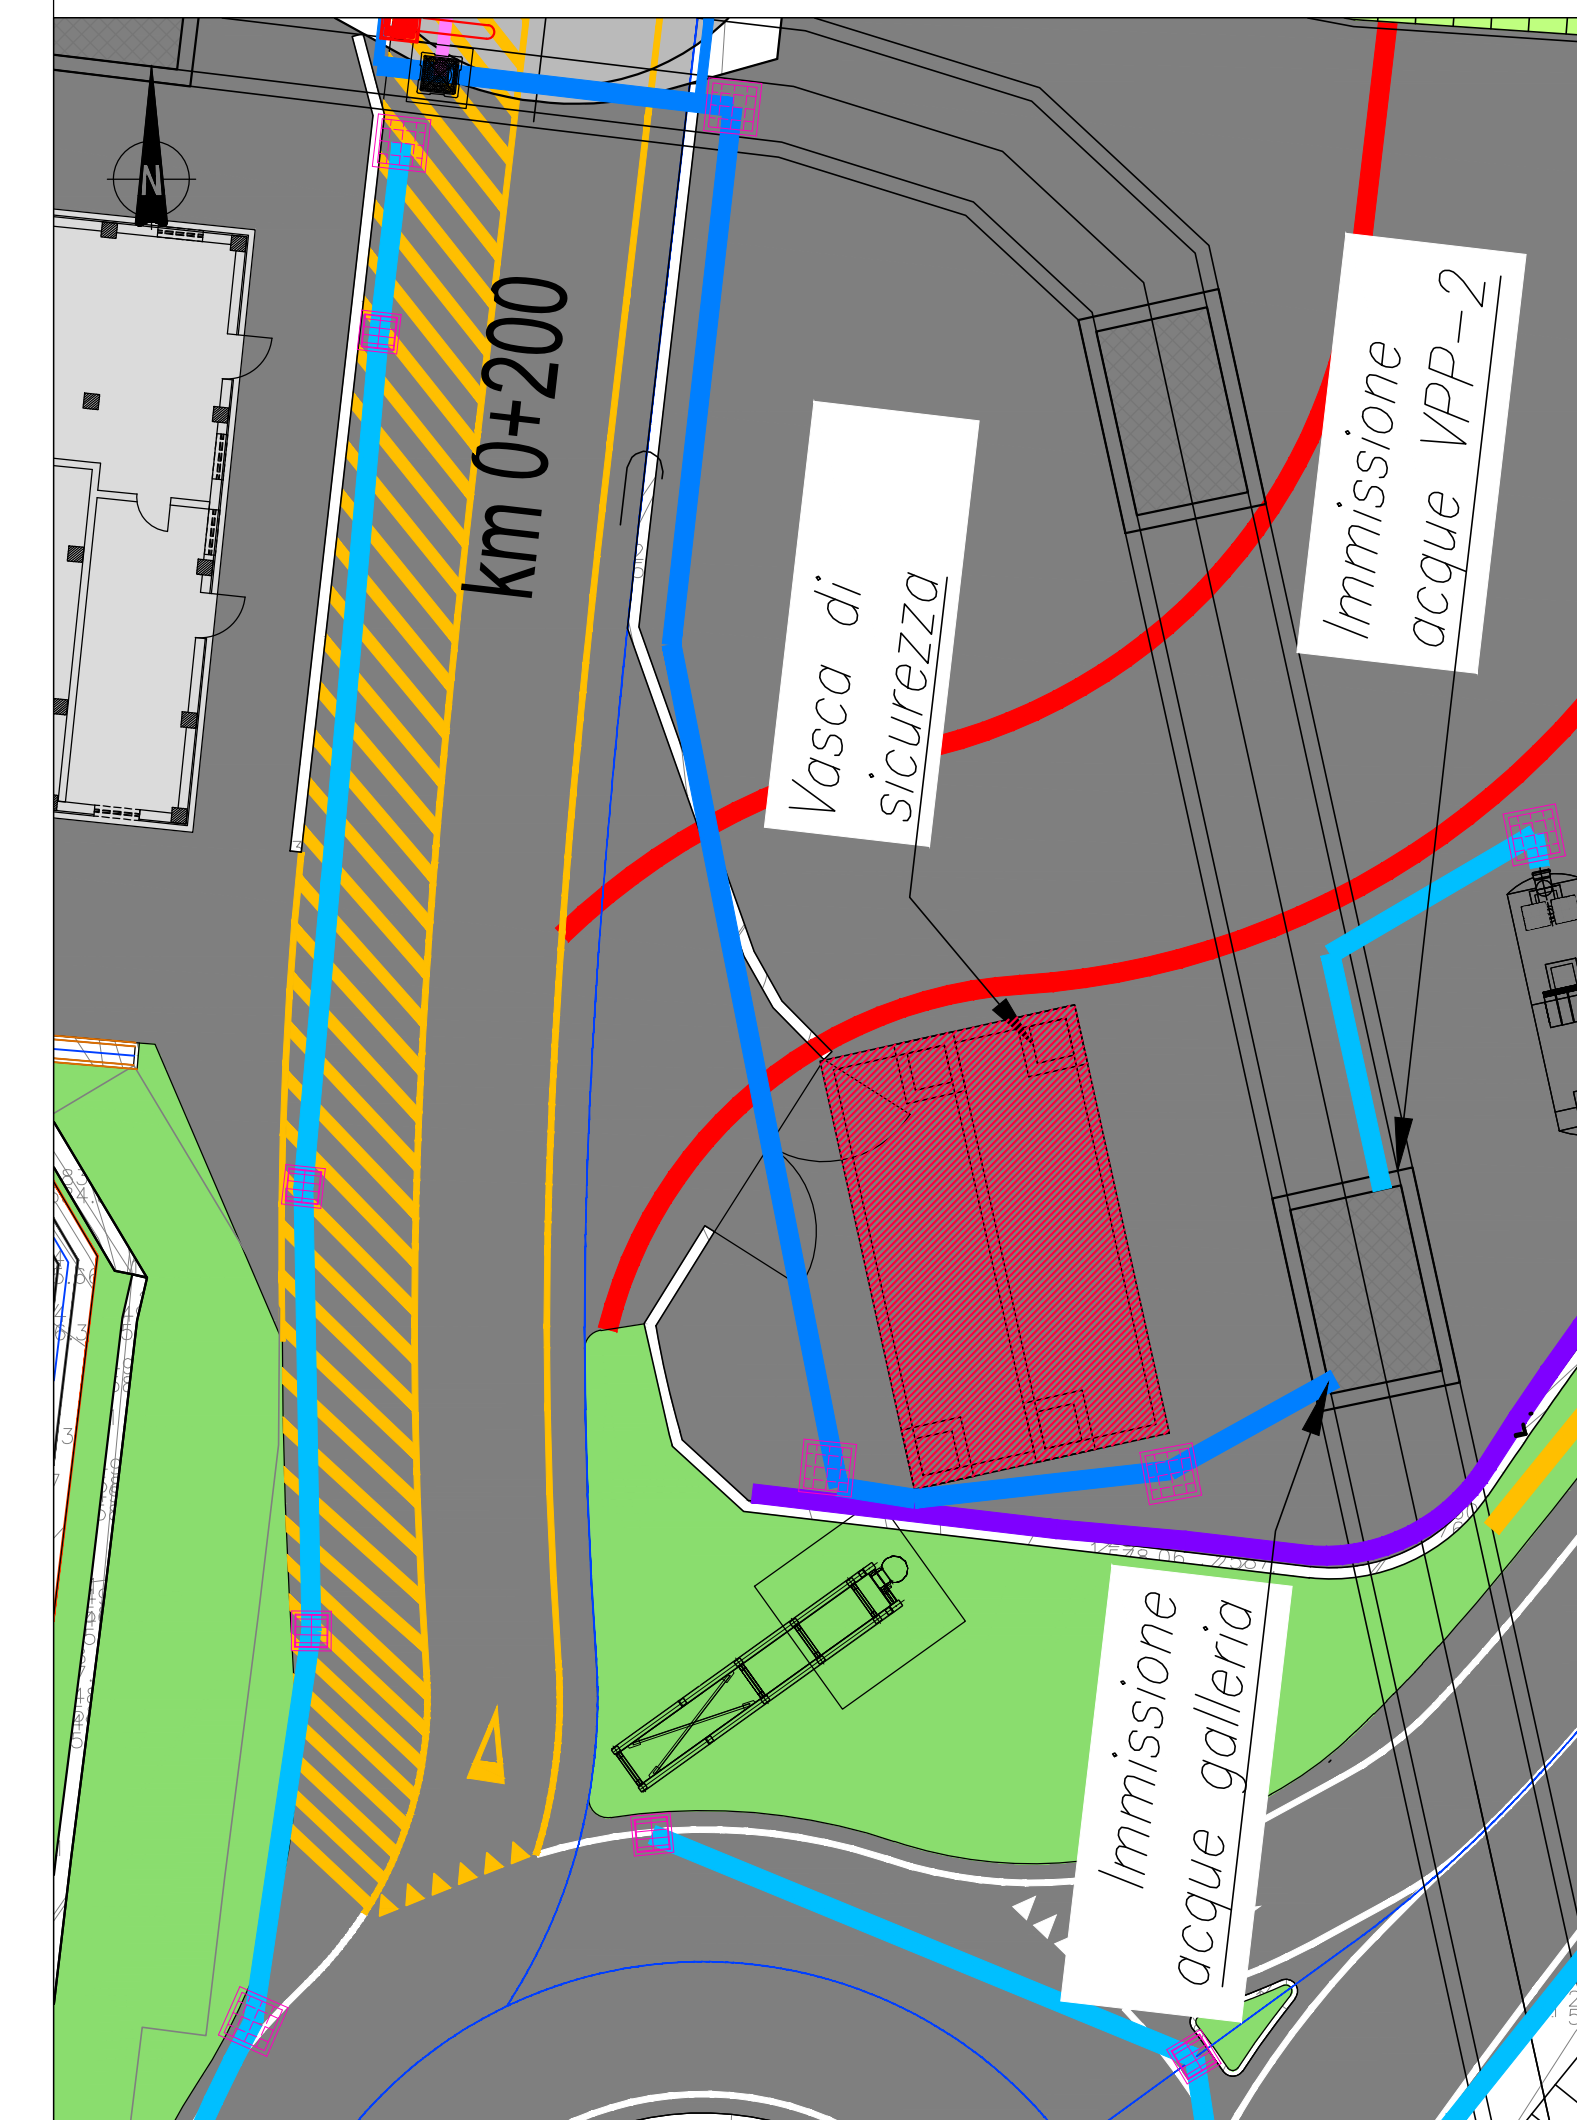 N
km 0+200
Vasca di
sicurezza
Immissione
acque VPP-2
Immissione
acque galleria